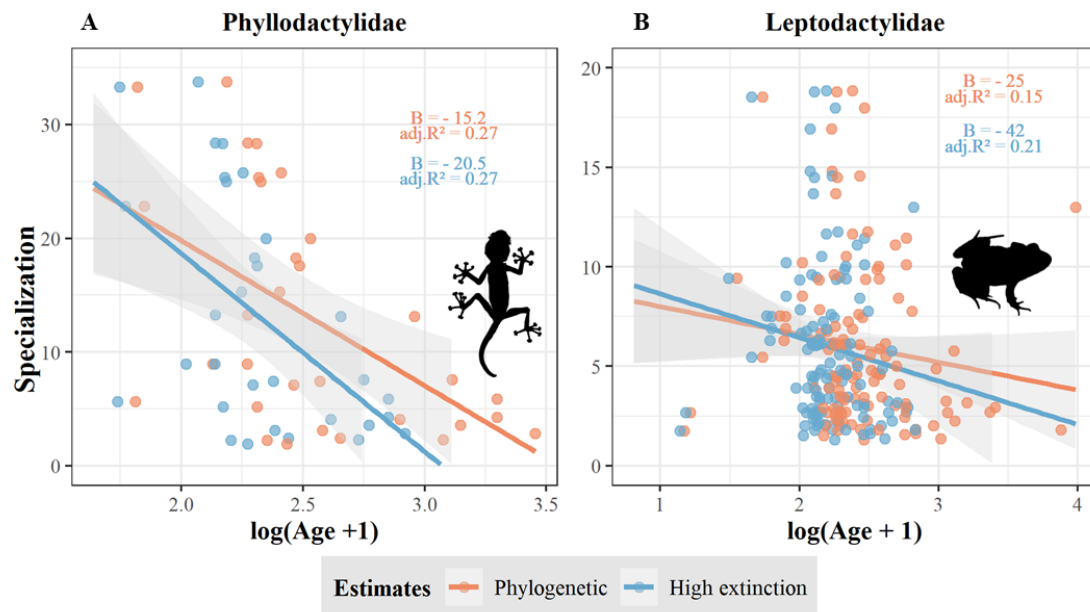 A
Phyllodactylidae
B = - 15.2
adj.R² = 0.27
B = - 20.5
adj.R² = 0.27
Specialization
30
20
10
0
2.0
2.5
3.0
3.5
log(Age +1)
B
Leptodactylidae
B = - 25
adj.R² = 0.15
B = - 42
adj.R² = 0.21
20
15
10
5
0
1
2
3
4
log(Age + 1)
Estimates
Phylogenetic
High extinction